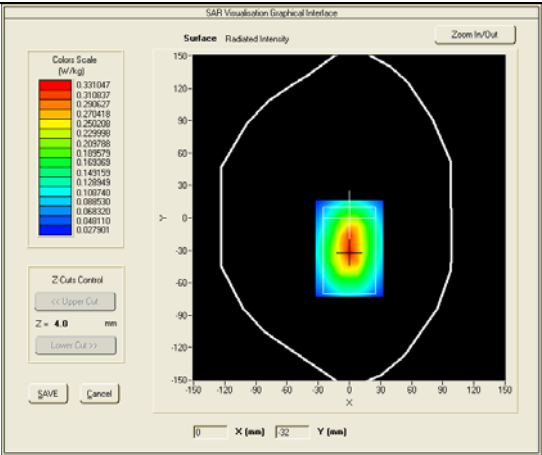 SAR Visualisation Graphical Interface
Surface Radiated Intensity
Zoom In/Out
Colors Scale
(W/kg)
0.331047
0.310837
0.290627
0.270418
0.250208
0.229998
0.209788
0.189579
0.169369
0.149159
0.128949
0.108740
0.088530
0.068320
0.048110
0.027901
150-
120-
90-
60-
30-
0-
-30-
-60-
-90-
-120-
-150-
Y
-150 -120 -90 -60 -30 0 30 60 90 120 150
X
Z-Cuts Control
<< Upper Cut
Z = 4.0 mm
Lower Cut >>
SAVE Cancel
0 X (mm) -32 Y (mm)